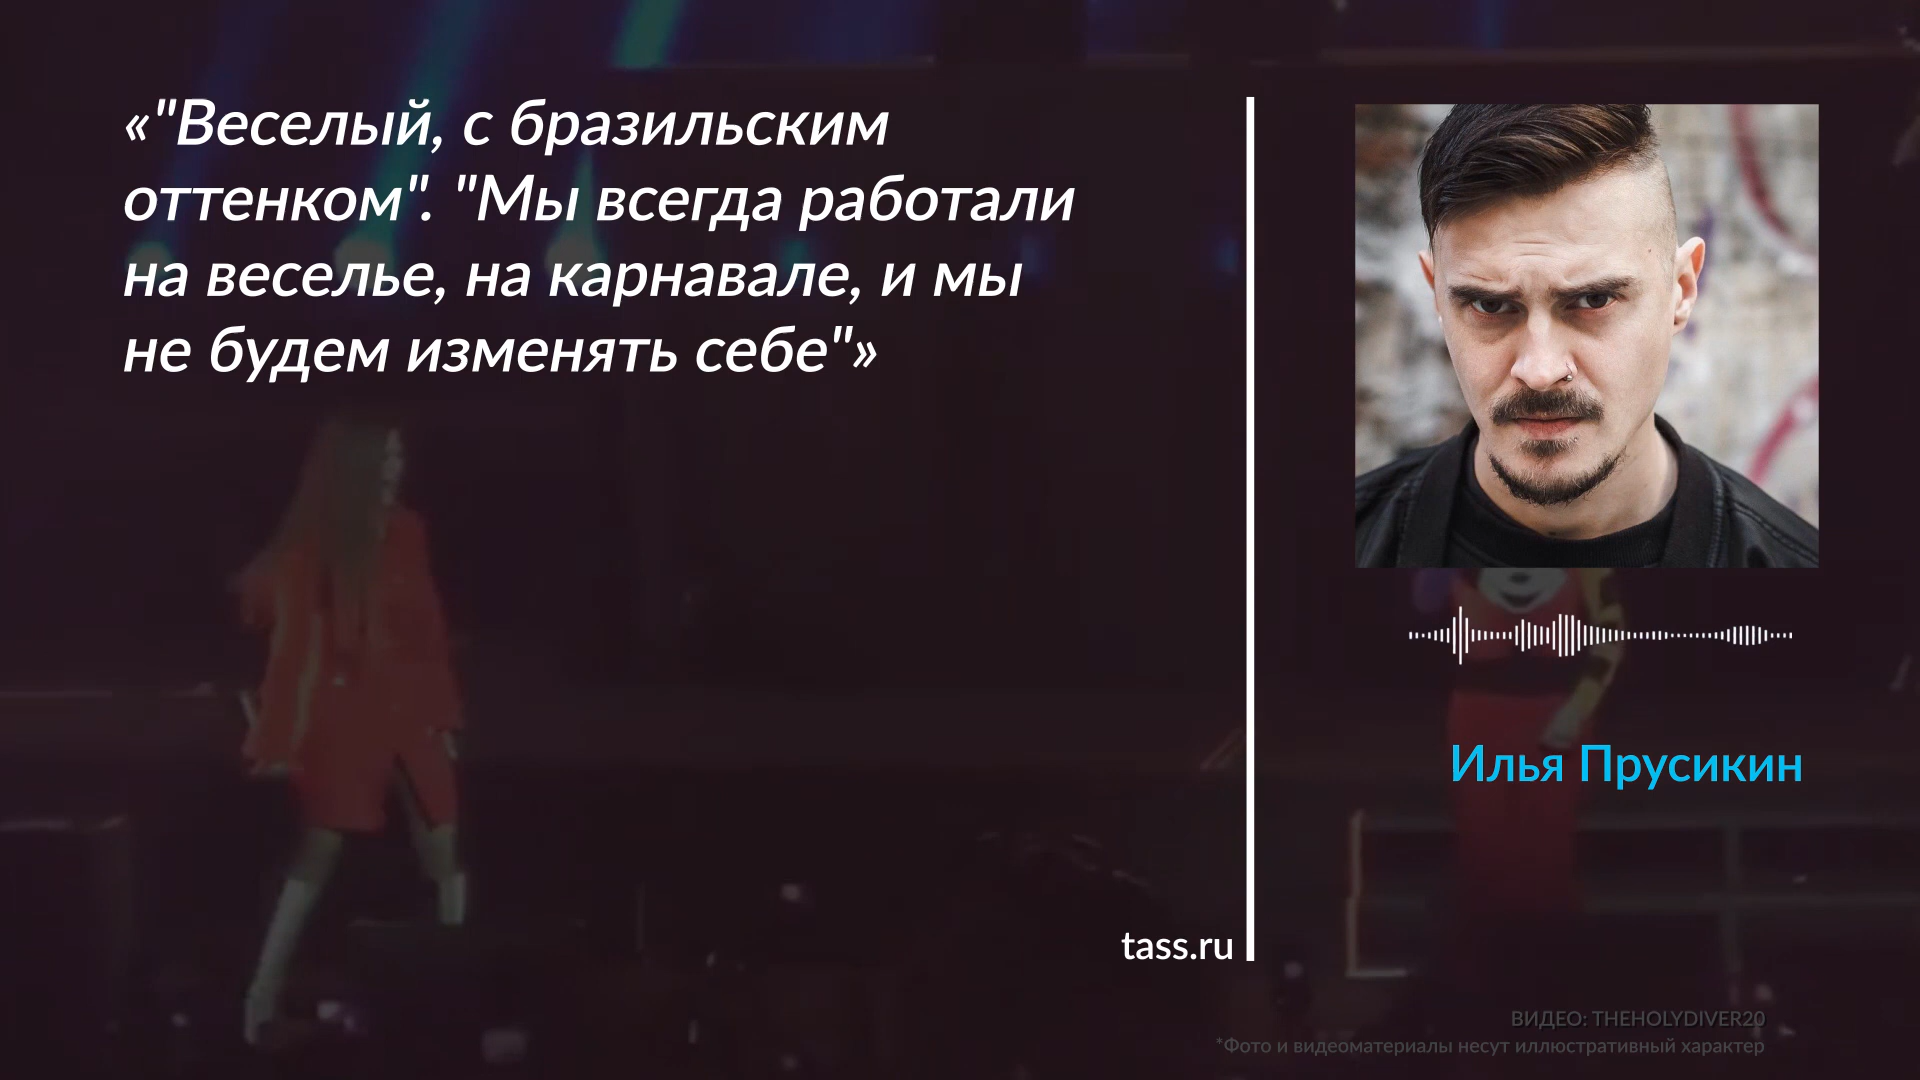 «"Веселый, с бразильским
оттенком". "Мы всегда работали
на веселье, на карнавале, и мы
не будем изменять себе"»
Илья Прусикин
tass.ru
ВИДЕО: THEHOLYDIVER20
*Фото и видеоматериалы несут иллюстративный характер